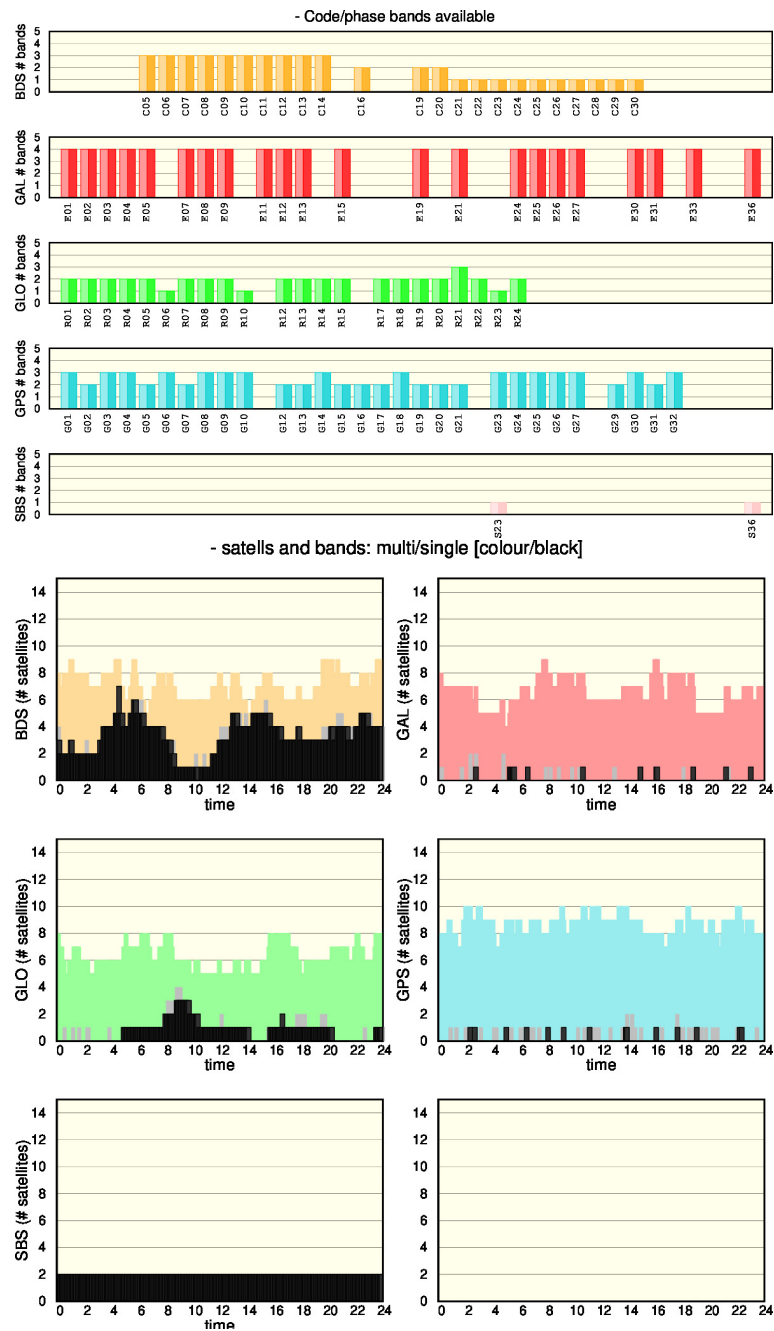 - Code/phase bands available
BDS # bands
5
4
3
2
1
0
C05 C06 C07 C08 C09 C10 C11 C12 C13 C14 C16 C19 C20 C21 C22 C23 C24 C25 C26 C27 C28 C29 C30
GAL # bands
5
4
3
2
1
0
E01 E02 E03 E04 E05 E07 E08 E09 E11 E12 E13 E15 E19 E21 E24 E25 E26 E27 E30 E31 E33 E36
GLO # bands
5
4
3
2
1
0
R01 R02 R03 R04 R05 R06 R07 R08 R09 R10 R12 R13 R14 R15 R17 R18 R19 R20 R21 R22 R23 R24
GPS # bands
5
4
3
2
1
0
G01 G02 G03 G04 G05 G06 G07 G08 G09 G10 G12 G13 G14 G15 G16 G17 G18 G19 G20 G21 G23 G24 G25 G26 G27 G29 G30 G31 G32
SBS # bands
5
4
3
2
1
0
S23 S36
- satells and bands: multi/single [colour/black]
BDS (# satellites)
14
12
10
8
6
4
2
0
0 2 4 6 8 10 12 14 16 18 20 22 24
time
GAL (# satellites)
14
12
10
8
6
4
2
0
0 2 4 6 8 10 12 14 16 18 20 22 24
time
GLO (# satellites)
14
12
10
8
6
4
2
0
0 2 4 6 8 10 12 14 16 18 20 22 24
time
GPS (# satellites)
14
12
10
8
6
4
2
0
0 2 4 6 8 10 12 14 16 18 20 22 24
time
SBS (# satellites)
14
12
10
8
6
4
2
0
0 2 4 6 8 10 12 14 16 18 20 22 24
time
14
12
10
8
6
4
2
0
0 2 4 6 8 10 12 14 16 18 20 22 24